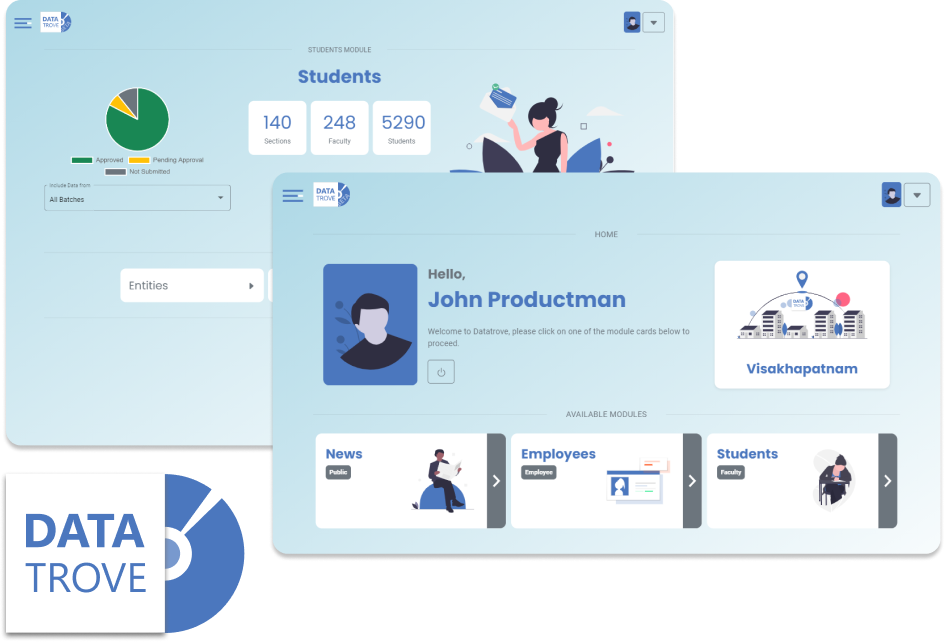 DATA
TROVE
STUDENTS MODULE
Students
140
Sections
248
Faculty
5290
Students
Approved
Pending Approval
Not Submitted
Include Data from
All Batches
Entities
DATA
TROVE
HOME
Hello,
John Productman
Welcome to Datatrove, please click on one of the module cards below to
proceed.
DATA
TROVE
Visakhapatnam
AVAILABLE MODULES
News
Public
Employees
Employee
Students
Faculty
DATA
TROVE